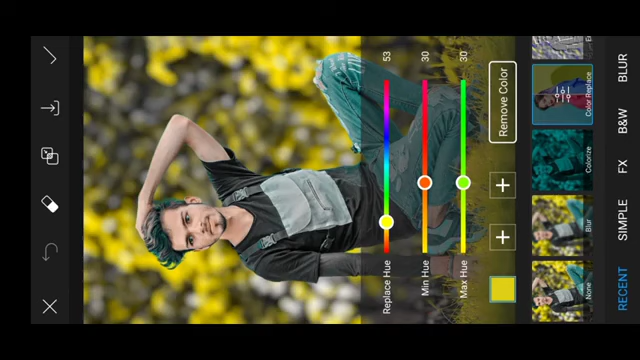 Replace Hue 53
Min Hue 30
Max Hue 30
Remove Color
None
Blur
Colorize
Color Replace
RECENT
SIMPLE
FX
B&W
BLUR